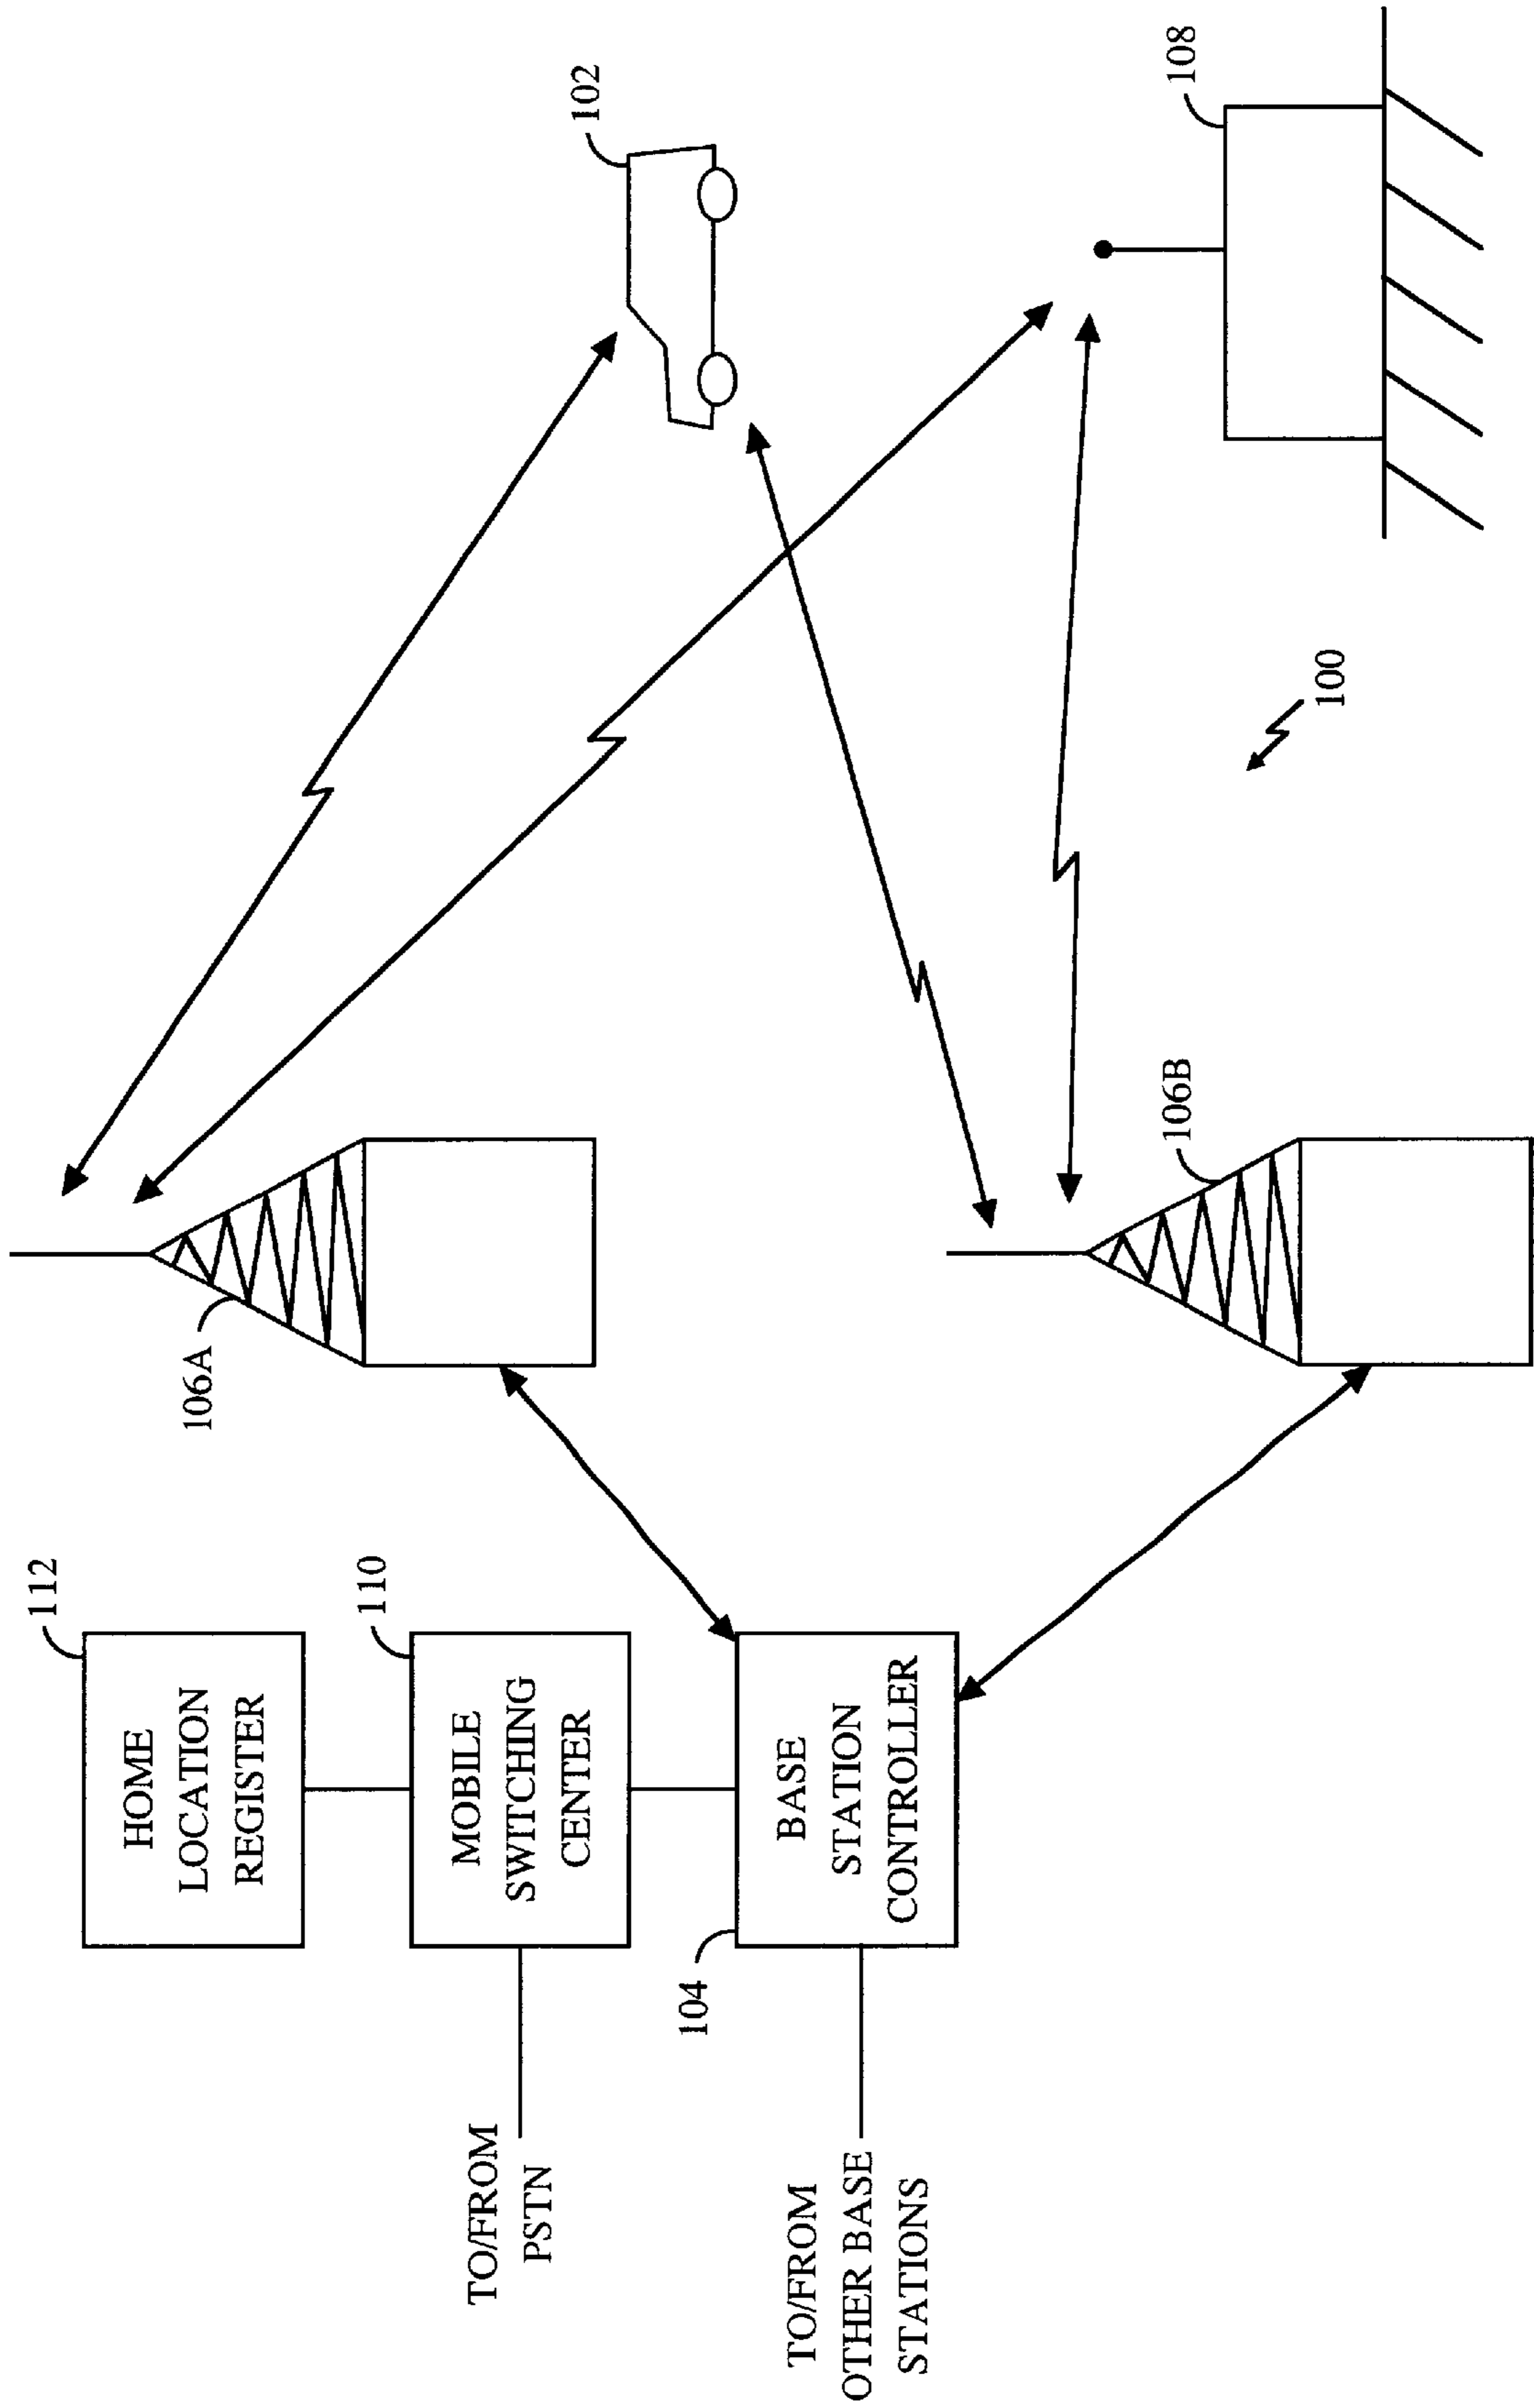 112
HOME
LOCATION
REGISTER
110
MOBILE
SWITCHING
CENTER
TO/FROM
PSTN
104
BASE
STATION
CONTROLLER
TO/FROM
OTHER BASE
STATIONS
106A
106B
102
108
100